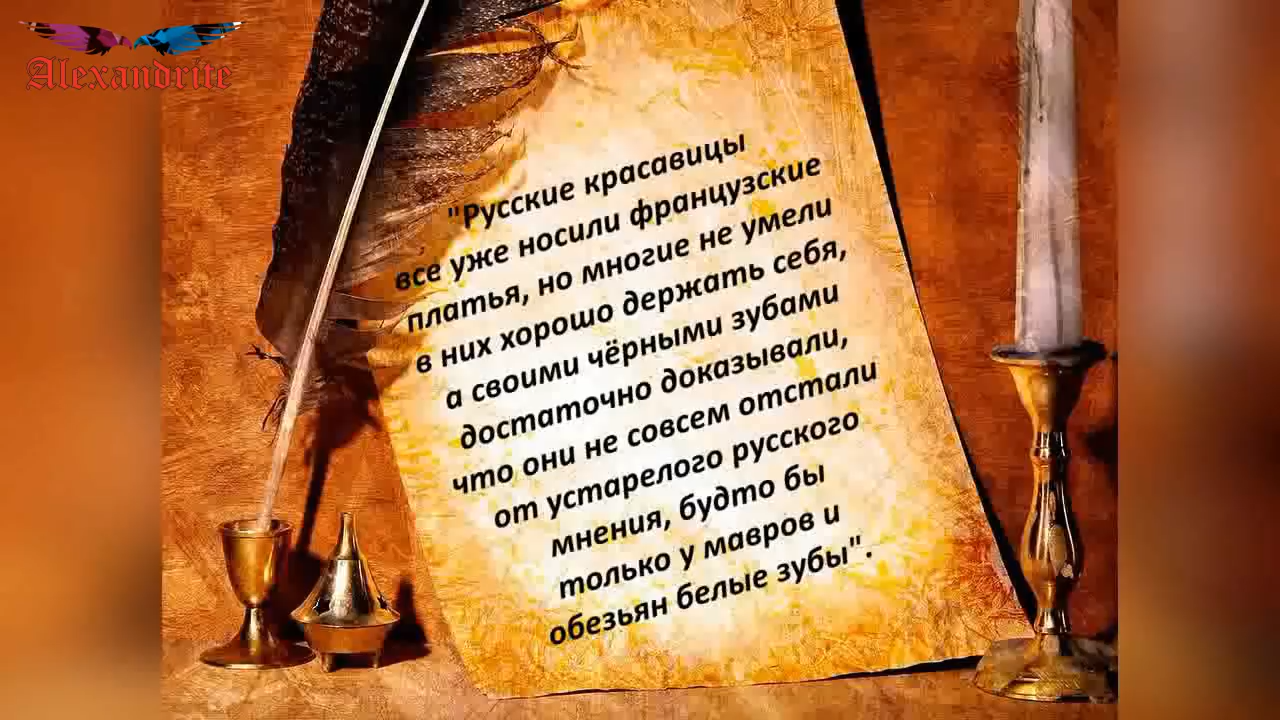 Alexandrite
"Русские красавицы
все уже носили французские
платья, но многие не умели
в них хорошо держать себя,
а своими чёрными зубами
достаточно доказывали,
что они не совсем отстали
от устарелого русского
мнения, будто бы
только у мавров и
обезьян белые зубы".